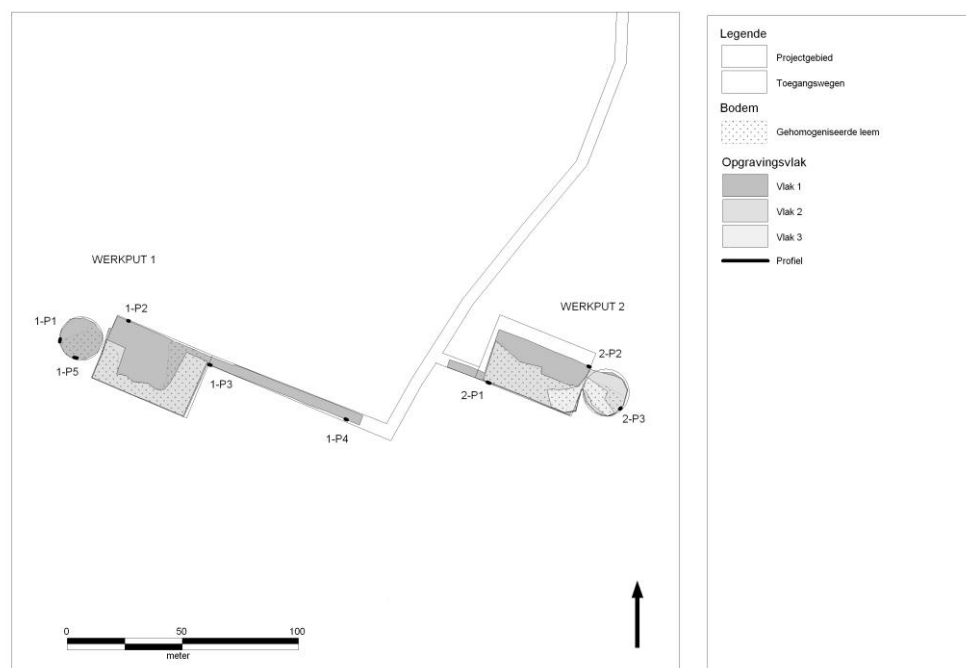 Legende
Projectgebied
Toegangswegen
Bodem
Gehomogeniseerde leem
Opgravingsvlak
Vlak 1
Vlak 2
Vlak 3
Profiel
WERKPUT 1
1-P2
1-P1
1-P5
1-P3
1-P4
WERKPUT 2
2-P2
2-P1
2-P3
0 50 100
meter